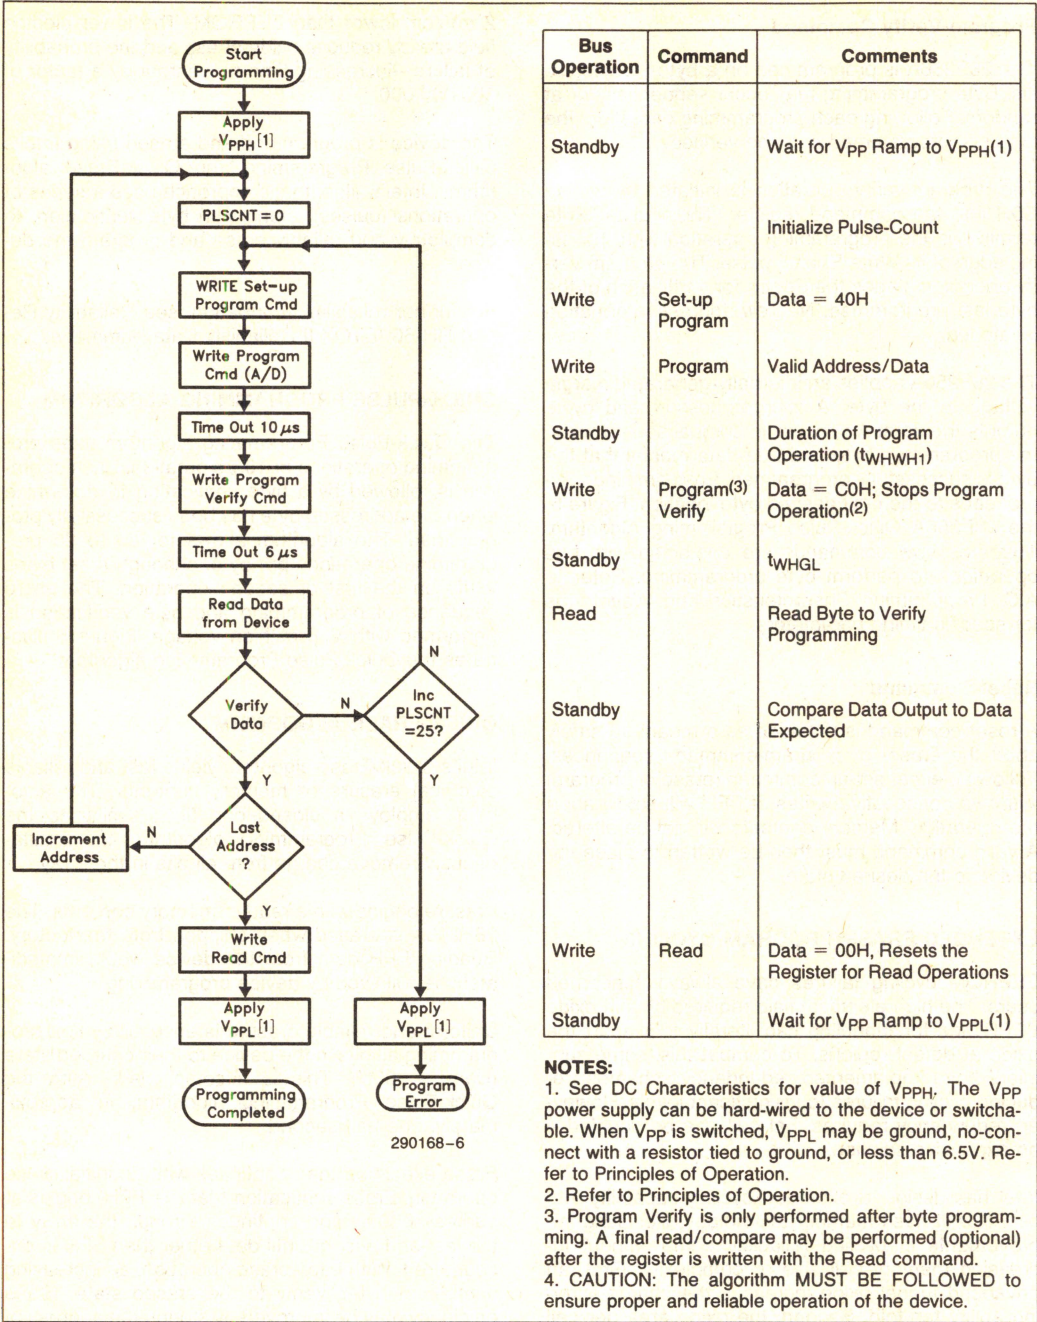 Start
Programming
Apply
VPPH[1]
PLSCNT=0
WRITE Set-up
Program Cmd
Write Program
Cmd (A/D)
Time Out 10 µs
Write Program
Verify Cmd
Time Out 6 µs
Read Data
from Device
Verify
Data
N
Inc
PLSCNT
=25?
N
Y
Y
Last
Address
?
N
Increment
Address
Y
Write
Read Cmd
Apply
VPPL[1]
Apply
VPPL[1]
Programming
Completed
Program
Error
290168-6
Bus
Operation
Command
Comments
Standby
Wait for VPP Ramp to VPPH(1)
Initialize Pulse-Count
Write
Set-up
Program
Data = 40H
Write
Program
Valid Address/Data
Standby
Duration of Program
Operation (tWHWH1)
Write
Program(3)
Verify
Data = C0H; Stops Program
Operation(2)
Standby
tWHGL
Read
Read Byte to Verify
Programming
Standby
Compare Data Output to Data
Expected
Write
Read
Data = 00H, Resets the
Register for Read Operations
Standby
Wait for VPP Ramp to VPPL(1)
NOTES:
1. See DC Characteristics for value of VPPH. The VPP
power supply can be hard-wired to the device or switcha-
ble. When VPP is switched, VPPL may be ground, no-con-
nect with a resistor tied to ground, or less than 6.5V. Re-
fer to Principles of Operation.
2. Refer to Principles of Operation.
3. Program Verify is only performed after byte program-
ming. A final read/compare may be performed (optional)
after the register is written with the Read command.
4. CAUTION: The algorithm MUST BE FOLLOWED to
ensure proper and reliable operation of the device.